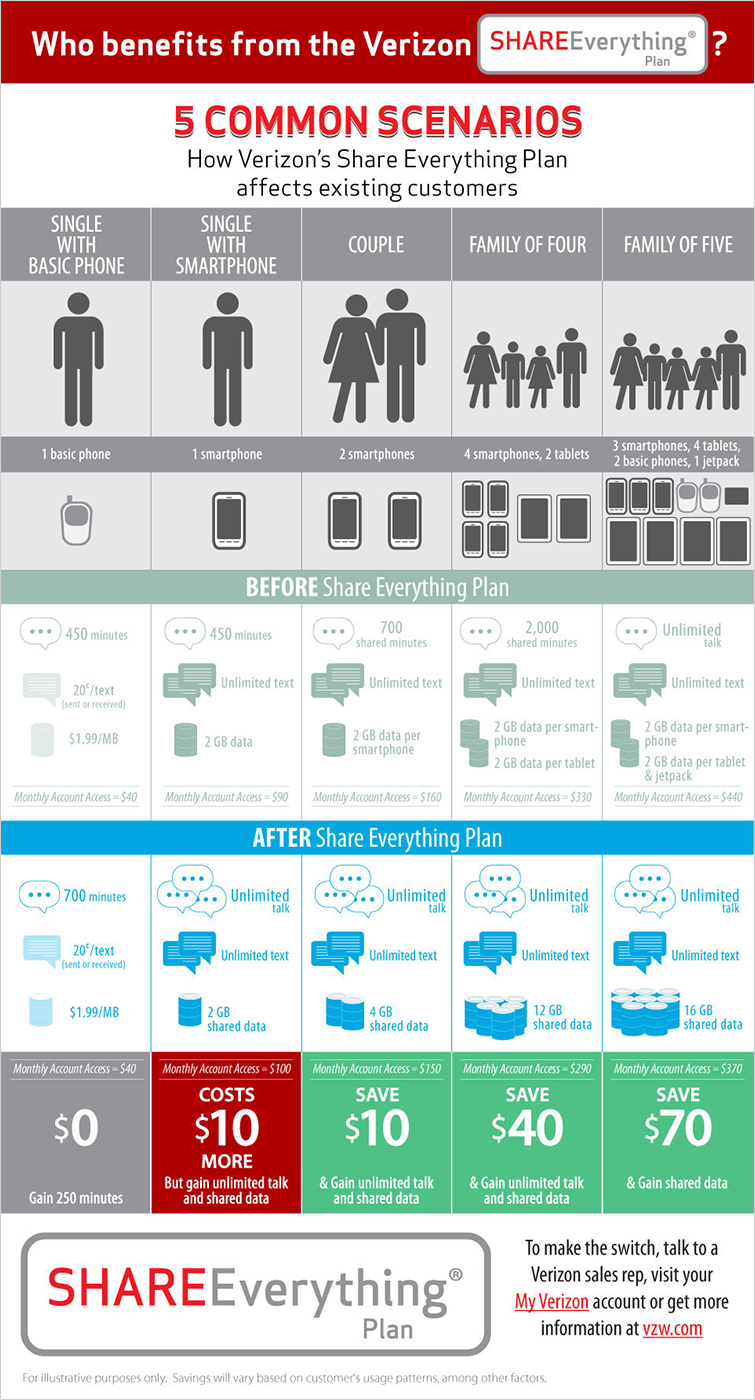 Who benefits from the Verizon SHAREEverything® Plan ?
5 COMMON SCENARIOS
How Verizon's Share Everything Plan
affects existing customers
SINGLE
WITH
BASIC PHONE
SINGLE
WITH
SMARTPHONE
COUPLE
FAMILY OF FOUR
FAMILY OF FIVE
1 basic phone
1 smartphone
2 smartphones
4 smartphones, 2 tablets
3 smartphones, 4 tablets,
2 basic phones, 1 jetpack
BEFORE Share Everything Plan
450 minutes
20¢/text
(sent or received)
$1.99/MB
Monthly Account Access = $40
450 minutes
Unlimited text
2 GB data
Monthly Account Access = $90
700
shared minutes
Unlimited text
2 GB data per
smartphone
Monthly Account Access = $160
2,000
shared minutes
Unlimited text
2 GB data per smart-
phone
2 GB data per tablet
Monthly Account Access = $330
Unlimited
talk
Unlimited text
2 GB data per smart-
phone
2 GB data per tablet
& jetpack
Monthly Account Access = $440
AFTER Share Everything Plan
700 minutes
20¢/text
(sent or received)
$1.99/MB
Monthly Account Access = $40
$0
Gain 250 minutes
Unlimited
talk
Unlimited text
2 GB
shared data
Monthly Account Access = $100
COSTS
$10
MORE
But gain unlimited talk
and shared data
Unlimited
talk
Unlimited text
4 GB
shared data
Monthly Account Access = $150
SAVE
$10
& Gain unlimited talk
and shared data
Unlimited
talk
Unlimited text
12 GB
shared data
Monthly Account Access = $290
SAVE
$40
& Gain unlimited talk
and shared data
Unlimited
talk
Unlimited text
16 GB
shared data
Monthly Account Access = $370
SAVE
$70
& Gain shared data
SHAREEverything®
Plan
To make the switch, talk to a
Verizon sales rep, visit your
My Verizon account or get more
information at vzw.com
For illustrative purposes only. Savings will vary based on customer's usage patterns, among other factors.